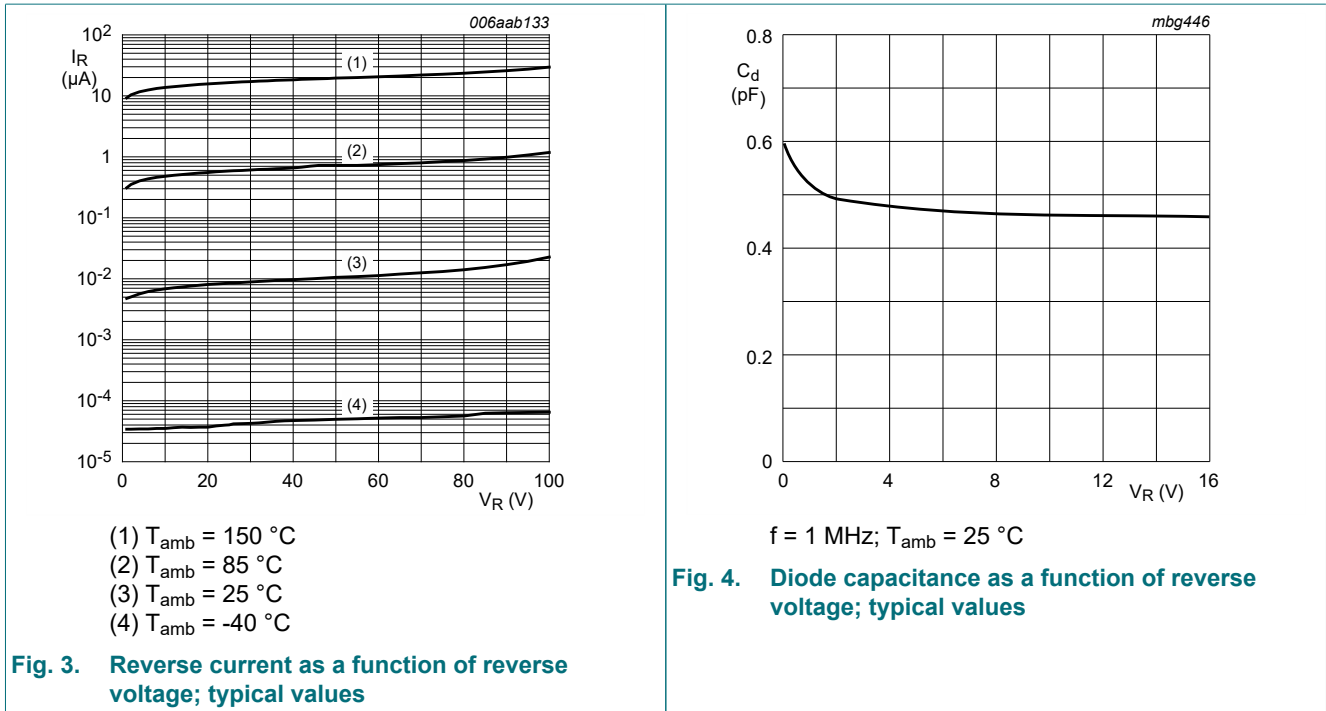 006aab133
10²
I_R
(µA)
10
1
10⁻¹
10⁻²
10⁻³
10⁻⁴
10⁻⁵
(1)
(2)
(3)
(4)
0 20 40 60 80 100
V_R (V)
(1) T_amb = 150 °C
(2) T_amb = 85 °C
(3) T_amb = 25 °C
(4) T_amb = -40 °C
Fig. 3. Reverse current as a function of reverse
voltage; typical values
mbg446
0.8
C_d
(pF)
0.6
0.4
0.2
0
0 4 8 12 16
V_R (V)
f = 1 MHz; T_amb = 25 °C
Fig. 4. Diode capacitance as a function of reverse
voltage; typical values